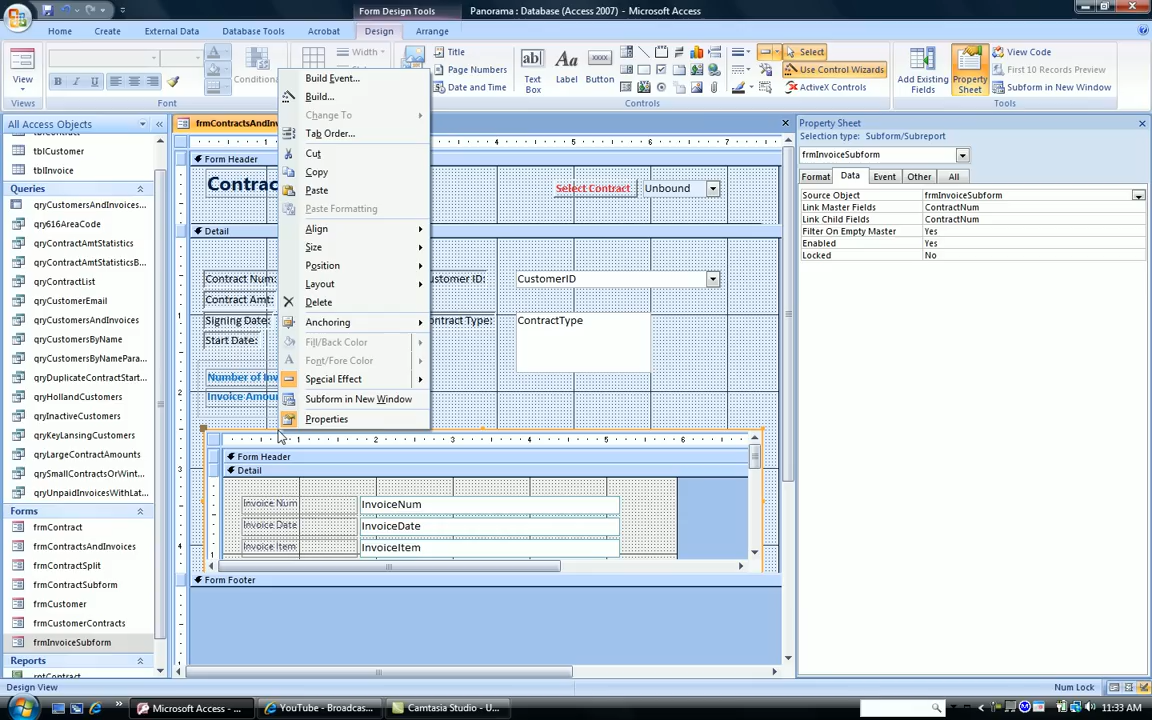 Form Design Tools
Panorama : Database (Access 2007) - Microsoft Access
Home
Create
External Data
Database Tools
Acrobat
Design
Arrange
View
Views
Font
Conditional
Width
Title
Page Numbers
Date and Time
Text Box
Label
Button
Controls
Select
Use Control Wizards
ActiveX Controls
Add Existing Fields
Property Sheet
View Code
First 10 Records Preview
Subform in New Window
Tools
All Access Objects
tblContract
tblCustomer
tblInvoice
Queries
qryCustomersAndInvoices...
qry616AreaCode
qryContractAmtStatistics
qryContractAmtStatisticsB...
qryContractList
qryCustomerEmail
qryCustomersAndInvoices
qryCustomersByName
qryCustomersByNamePara...
qryDuplicateContractStart...
qryHollandCustomers
qryInactiveCustomers
qryKeyLansingCustomers
qryLargeContractAmounts
qrySmallContractsOrWint...
qryUnpaidInvoicesWithLat...
Forms
frmContract
frmContractsAndInvoices
frmContractSplit
frmContractSubform
frmCustomer
frmCustomerContracts
frmInvoiceSubform
Reports
rptContract
frmContractsAndInv
Form Header
Contrac
Select Contract
Unbound
Detail
Contract Num:
ustomer ID:
CustomerID
Contract Amt:
Signing Date:
ontract Type:
ContractType
Start Date:
Number of Inv
Invoice Amoun
Form Header
Detail
Invoice Num
InvoiceNum
Invoice Date
InvoiceDate
Invoice Item
InvoiceItem
Form Footer
Build Event...
Build...
Change To
Tab Order...
Cut
Copy
Paste
Paste Formatting
Align
Size
Position
Layout
Delete
Anchoring
Fill/Back Color
Font/Fore Color
Special Effect
Subform in New Window
Properties
Property Sheet
Selection type: Subform/Subreport
frmInvoiceSubform
Format
Data
Event
Other
All
Source Object
frmInvoiceSubform
Link Master Fields
ContractNum
Link Child Fields
ContractNum
Filter On Empty Master
Yes
Enabled
Yes
Locked
No
Design View
Num Lock
Microsoft Access - ...
YouTube - Broadcas...
Camtasia Studio - U...
11:33 AM